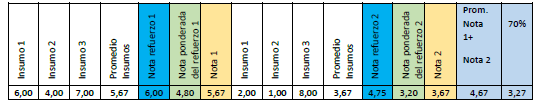 Insumo 1
Insumo 2
Insumo 3
Promedio
Insumos
Nota refuerzo 1
Nota ponderada
del refuerzo 1
Nota 1
Insumo 1
Insumo 2
Insumo 3
Promedio
Insumos
Nota refuerzo 2
Nota ponderada
del refuerzo 2
Nota 2
Prom.
Nota
1+
Nota 2
70%
6,00 4,00 7,00 5,67 6,00 4,80 5,67 2,00 1,00 8,00 3,67 4,75 3,20 3,67 4,67 3,27